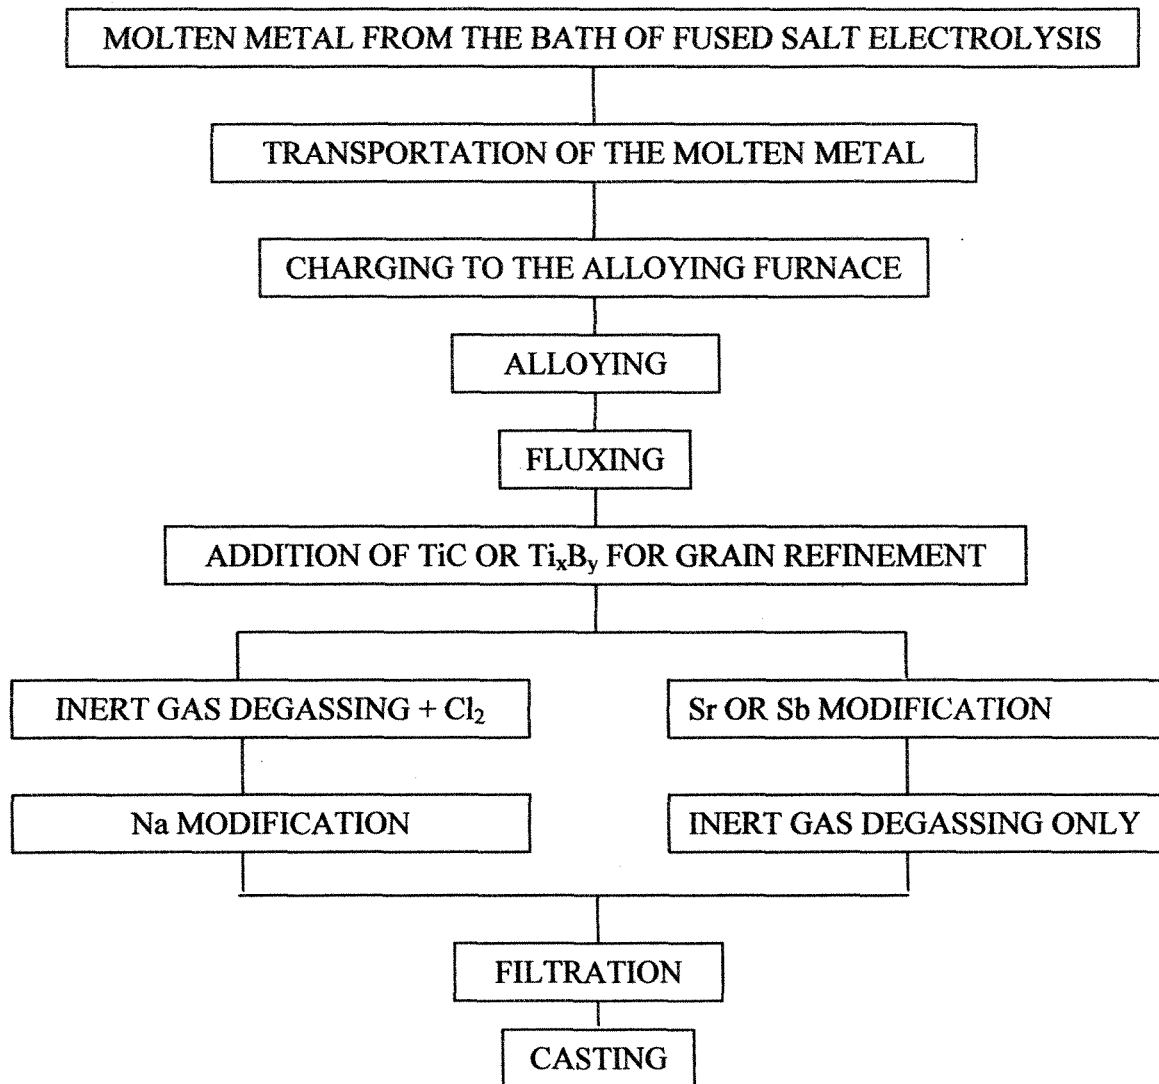 MOLTEN METAL FROM THE BATH OF FUSED SALT ELECTROLYSIS
TRANSPORTATION OF THE MOLTEN METAL
CHARGING TO THE ALLOYING FURNACE
ALLOYING
FLUXING
ADDITION OF TiC OR TiₓBᵧ FOR GRAIN REFINEMENT
INERT GAS DEGASSING + Cl₂
Sr OR Sb MODIFICATION
Na MODIFICATION
INERT GAS DEGASSING ONLY
FILTRATION
CASTING